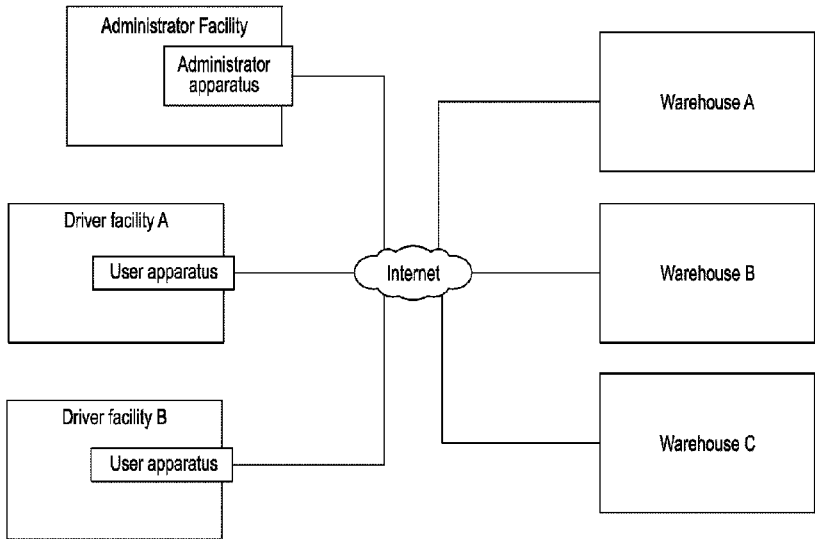 Administrator Facility
Administrator
apparatus
Driver facility A
User apparatus
Driver facility B
User apparatus
Internet
Warehouse A
Warehouse B
Warehouse C